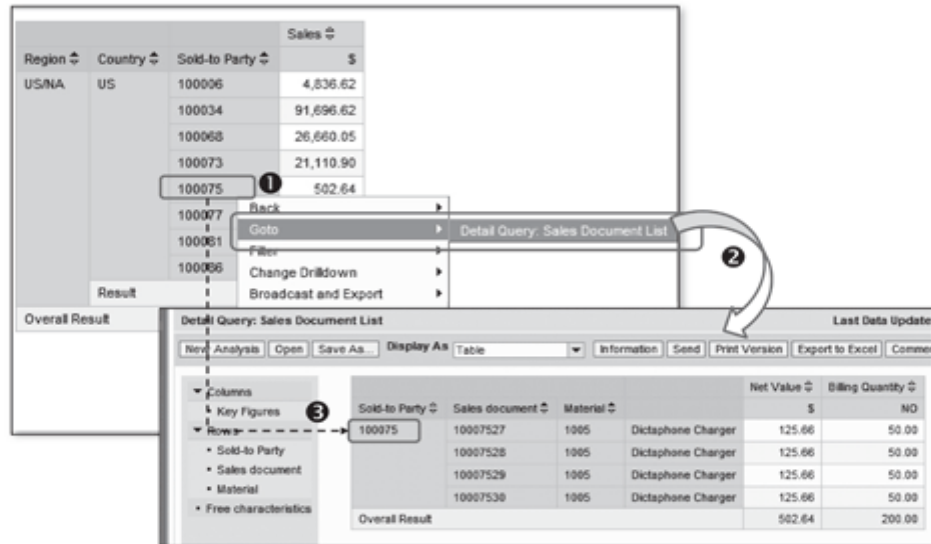 Sales
Region Country Sold-to Party $
US/NA US 100006 4,836.62
100034 91,696.62
100068 26,660.05
100073 21,110.90
100075 502.64
1
Back
100077
Goto Detail Query: Sales Document List
2
100081
Filter
100086
Change Drilldown
Result
Broadcast and Export
Overall Result
Detail Query: Sales Document List Last Data Update
New Analysis Open Save As... Display As Table Information Send Print Version Export to Excel Comme
Columns
Key Figures
3
Rows
Sold-to Party
Sales document
Material
Free characteristics
Net Value Billing Quantity
Sold-to Party Sales document Material $ NO
100075 10007527 1005 Dictaphone Charger 125.66 50.00
10007528 1005 Dictaphone Charger 125.66 50.00
10007529 1005 Dictaphone Charger 125.66 50.00
10007530 1005 Dictaphone Charger 125.66 50.00
Overall Result 502.64 200.00